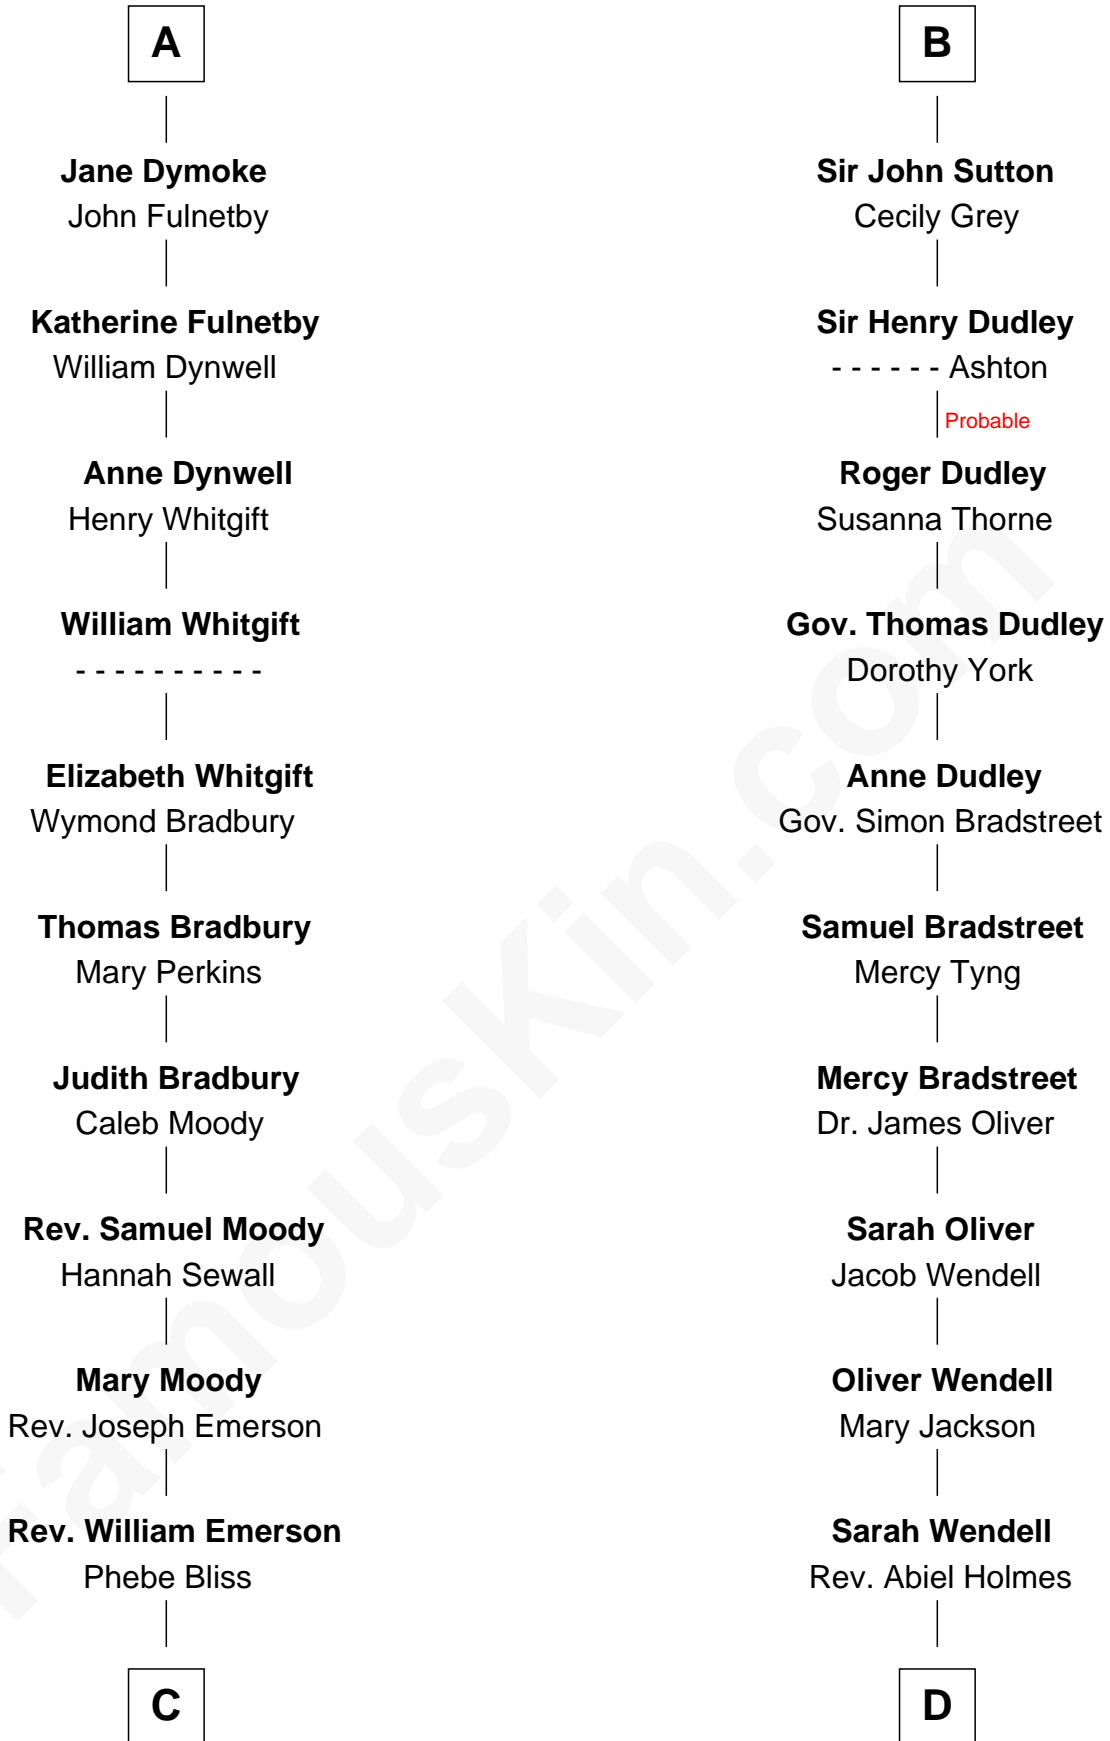 A
Jane Dymoke
John Fulnetby
Katherine Fulnetby
William Dynwell
Anne Dynwell
Henry Whitgift
William Whitgift
- - - - - - - - - -
Elizabeth Whitgift
Wymond Bradbury
Thomas Bradbury
Mary Perkins
Judith Bradbury
Caleb Moody
Rev. Samuel Moody
Hannah Sewall
Mary Moody
Rev. Joseph Emerson
Rev. William Emerson
Phebe Bliss
C
B
Sir John Sutton
Cecily Grey
Sir Henry Dudley
- - - - - - Ashton
Probable
Roger Dudley
Susanna Thorne
Gov. Thomas Dudley
Dorothy York
Anne Dudley
Gov. Simon Bradstreet
Samuel Bradstreet
Mercy Tyng
Mercy Bradstreet
Dr. James Oliver
Sarah Oliver
Jacob Wendell
Oliver Wendell
Mary Jackson
Sarah Wendell
Rev. Abiel Holmes
D
FamousKin.com